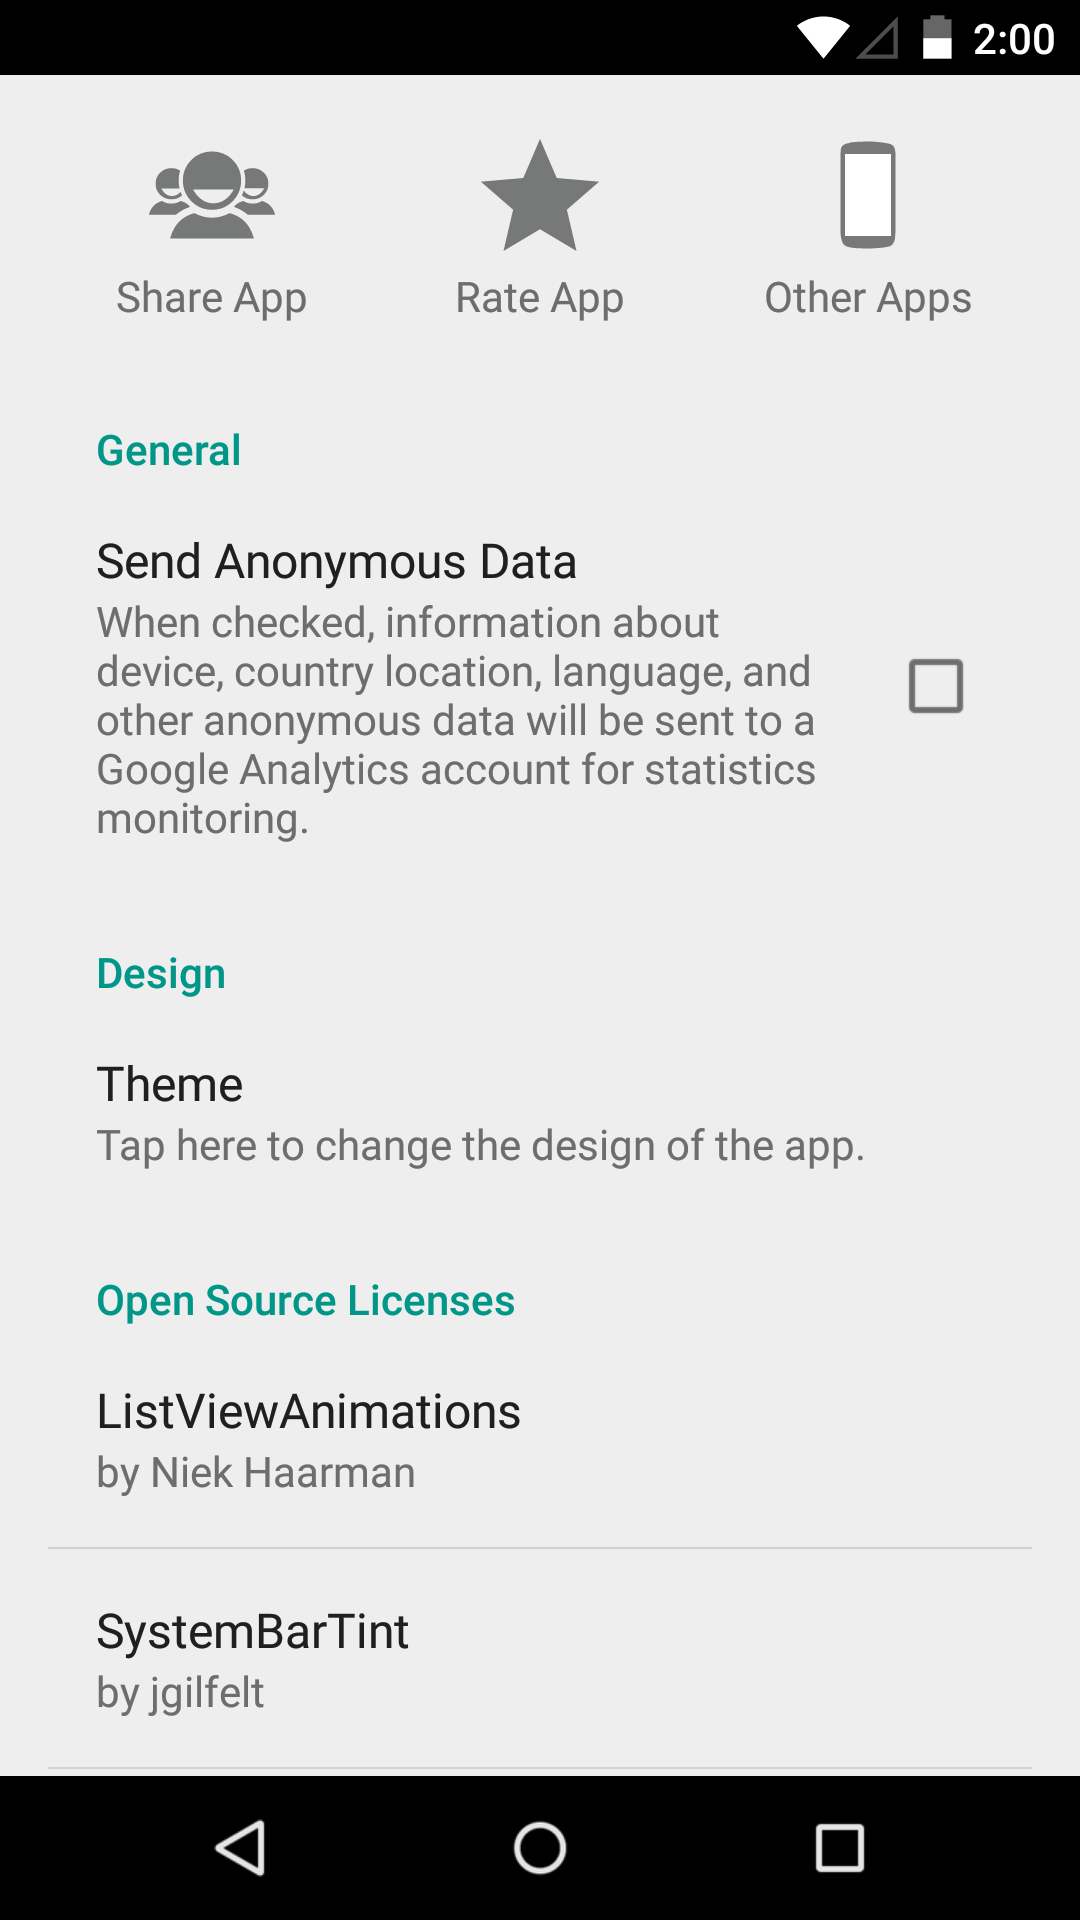 2:00
Share App Rate App Other Apps
General
Send Anonymous Data
When checked, information about
device, country location, language, and
other anonymous data will be sent to a
Google Analytics account for statistics
monitoring.
Design
Theme
Tap here to change the design of the app.
Open Source Licenses
ListViewAnimations
by Niek Haarman
SystemBarTint
by jgilfelt